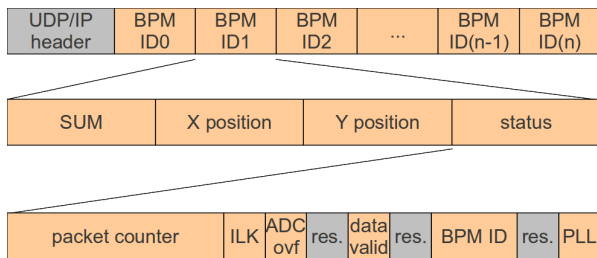 UDP/IP header
BPM ID0
BPM ID1
BPM ID2
...
BPM ID(n-1)
BPM ID(n)
SUM
X position
Y position
status
packet counter
ILK
ADC ovf
res.
data valid
res.
BPM ID
res.
PLL